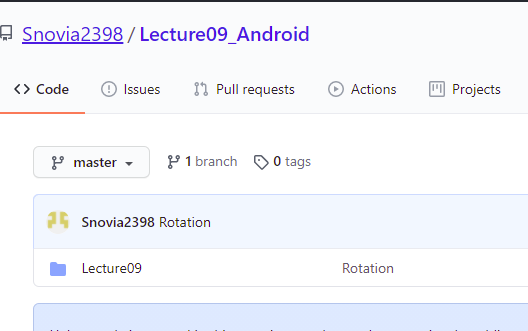 Snovia2398 / Lecture09_Android
Code Issues Pull requests Actions Projects
master 1 branch 0 tags
Snovia2398 Rotation
Lecture09 Rotation